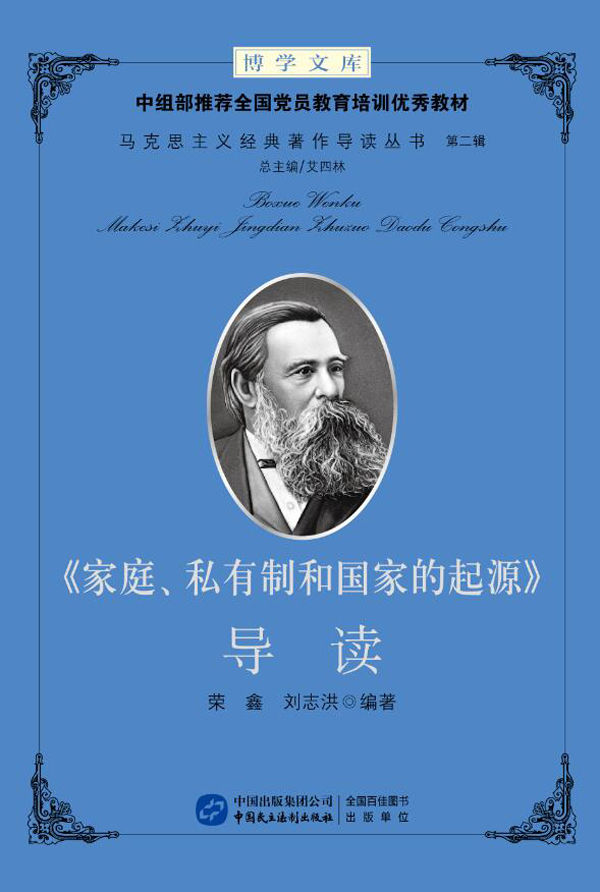 博学文库
中组部推荐全国党员教育培训优秀教材
马克思主义经典著作导读丛书 第二辑
总主编/艾四林
Boxue Wenku
Makesi Zhuyi Jingdian Zhuzuo Daodu Congshu
《家庭、私有制和国家的起源》
导 读
荣 鑫 刘志洪◎编著
中国出版集团公司
中国民主法制出版社
全国百佳图书
出版单位